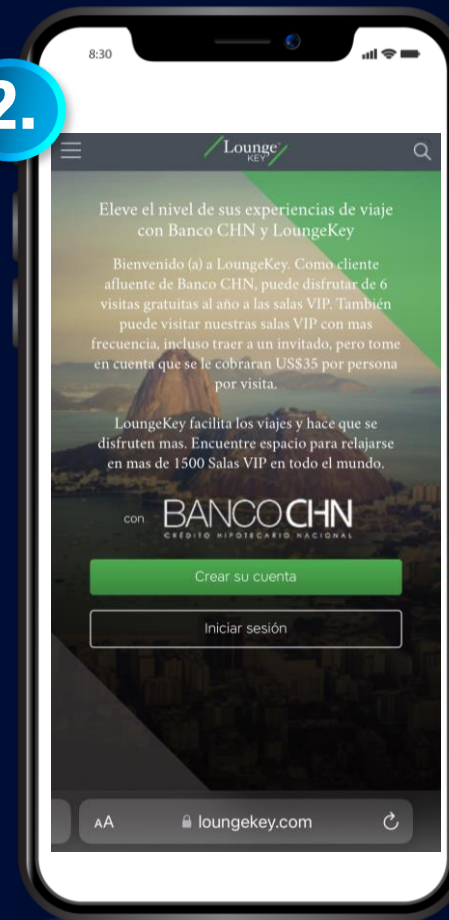 8:30
2.
Lounge
KEY
Eleve el nivel de sus experiencias de viaje
con Banco CHN y LoungeKey
Bienvenido (a) a LoungeKey. Como cliente
afluente de Banco CHN, puede disfrutar de 6
visitas gratuitas al año a las salas VIP. También
puede visitar nuestras salas VIP con mas
frecuencia, incluso traer a un invitado, pero tome
en cuenta que se le cobraran US$35 por persona
por visita.
LoungeKey facilita los viajes y hace que se
disfruten mas. Encuentre espacio para relajarse
en mas de 1500 Salas VIP en todo el mundo.
con BANCOCHN
CRÉDITO HIPOTECARIO NACIONAL
Crear su cuenta
Iniciar sesión
AA loungekey.com